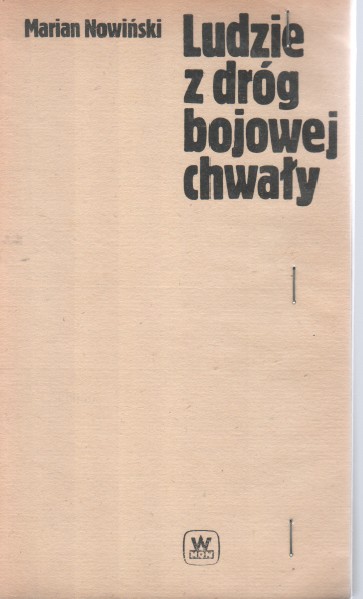 Marian Nowiński
Ludzie
z dróg
bojowej
chwały
W
MON